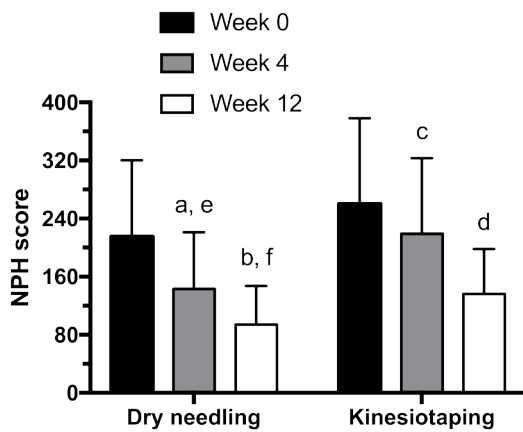 Week 0
Week 4
Week 12
NPH score
400
320
240
160
80
0
a, e
b, f
c
d
Dry needling
Kinesiotaping